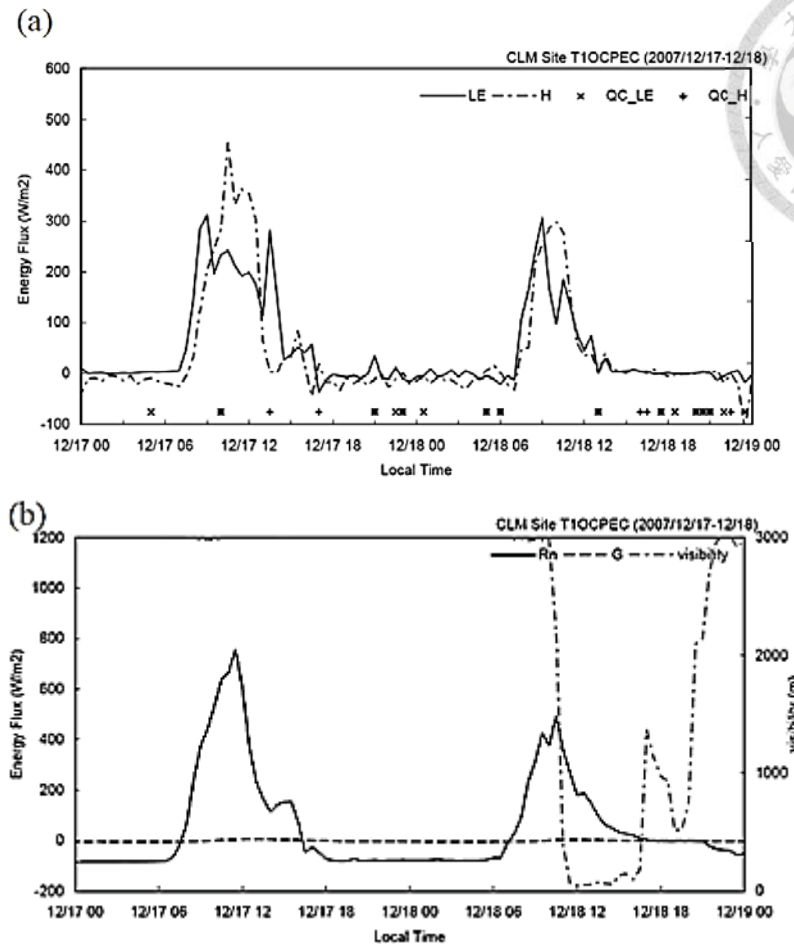 (a)
CLM Site T1OCPEC (2007/12/17-12/18)
LE H QC_LE QC_H
600
500
400
300
200
100
0
-100
Energy Flux (W/m2)
12/17 00 12/17 06 12/17 12 12/17 18 12/18 00 12/18 06 12/18 12 12/18 18 12/19 00
Local Time
(b)
CLM Site T1OCPEC (2007/12/17-12/18)
Rn G visibility
1200 3000
1000
800
2000
600
400
1000
200
0
-200 0
Energy Flux (W/m2)
visibility (m)
12/17 00 12/17 06 12/17 12 12/17 18 12/18 00 12/18 06 12/18 12 12/18 18 12/19 00
Local Time